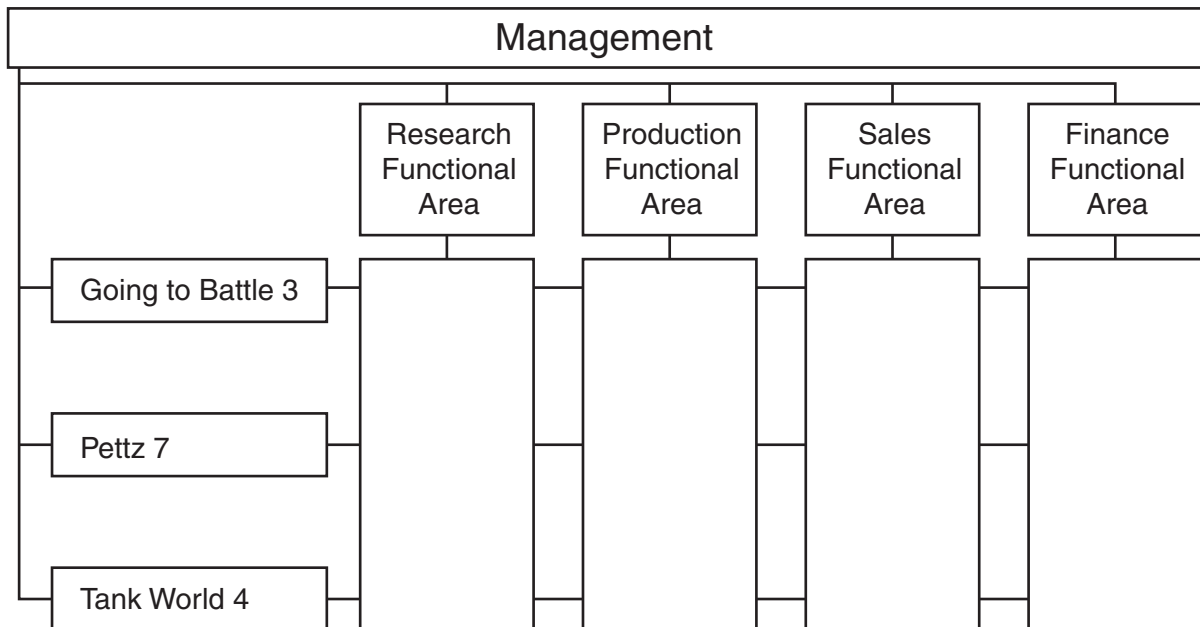 Management
Research
Functional
Area
Production
Functional
Area
Sales
Functional
Area
Finance
Functional
Area
Going to Battle 3
Pettz 7
Tank World 4